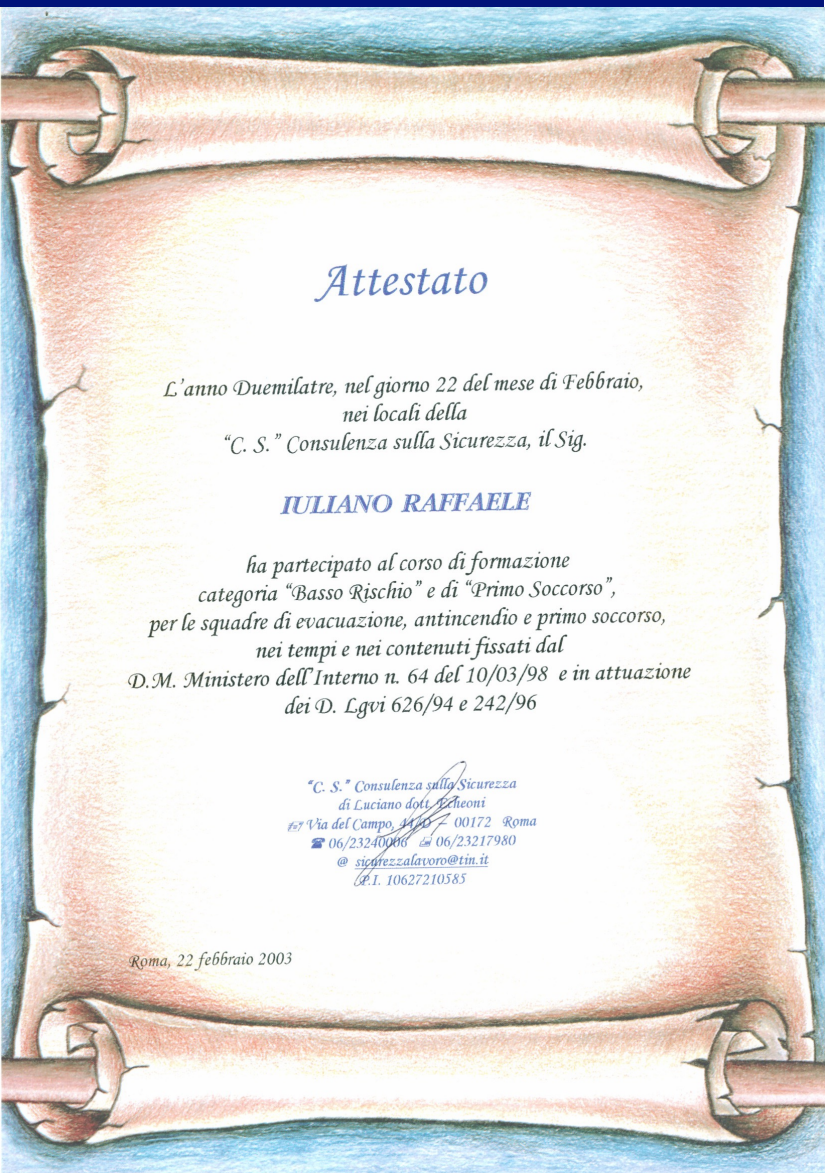 Attestato
L'anno Duemilatre, nel giorno 22 del mese di Febbraio,
nei locali della
"C. S." Consulenza sulla Sicurezza, il Sig.
IULIANO RAFFAELE
ha partecipato al corso di formazione
categoria "Basso Rischio" e di "Primo Soccorso",
per le squadre di evacuazione, antincendio e primo soccorso,
nei tempi e nei contenuti fissati dal
D.M. Ministero dell'Interno n. 64 del 10/03/98 e in attuazione
dei D. Lgvi 626/94 e 242/96
"C. S." Consulenza sulla Sicurezza
di Luciano dott.
Via del Campo, – 00172 Roma
☎ 06/23240006 06/23217980
@ sicurezzalavoro@tin.it
P.I. 10627210585
Roma, 22 febbraio 2003